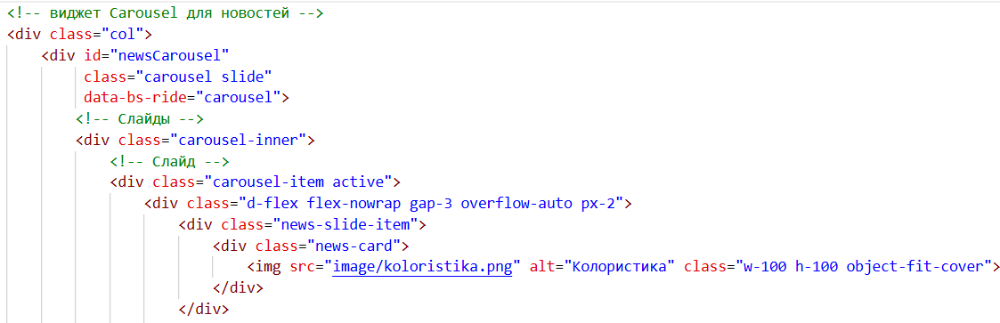 <!-- виджет Carousel для новостей -->
<div class="col">
<div id="newsCarousel"
class="carousel slide"
data-bs-ride="carousel">
<!-- Слайды -->
<div class="carousel-inner">
<!-- Слайд -->
<div class="carousel-item active">
<div class="d-flex flex-nowrap gap-3 overflow-auto px-2">
<div class="news-slide-item">
<div class="news-card">
<img src="image/koloristika.png" alt="Колористика" class="w-100 h-100 object-fit-cover">
</div>
</div>